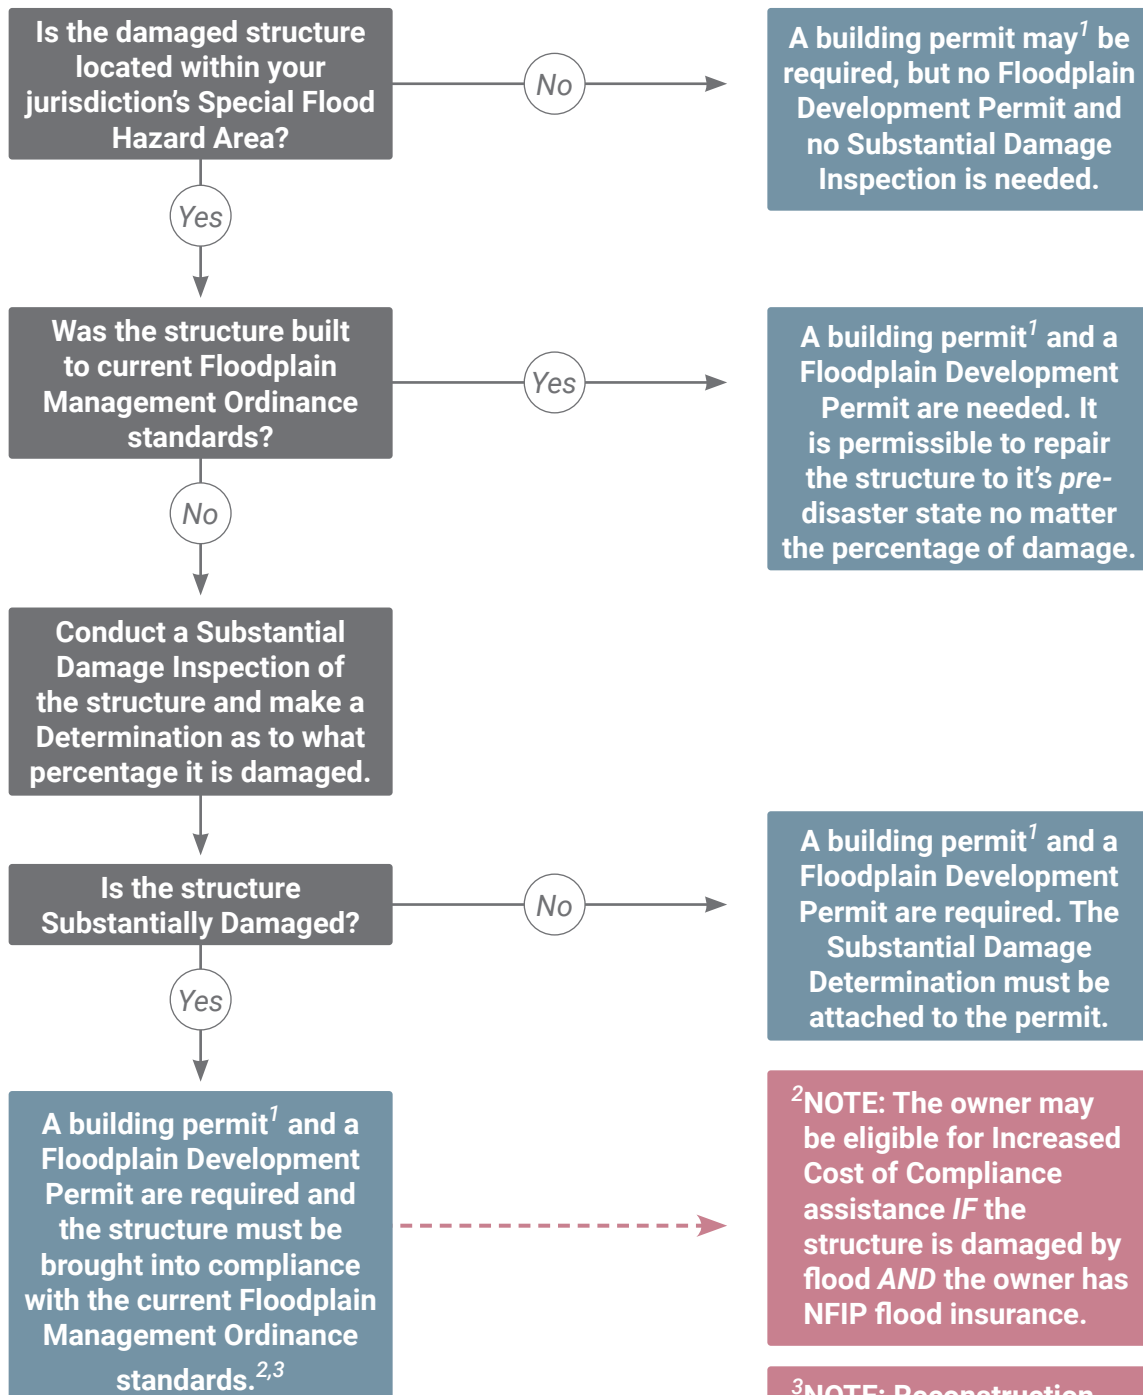 Is the damaged structure
located within your
jurisdiction's Special Flood
Hazard Area?
No
A building permit may¹ be
required, but no Floodplain
Development Permit and
no Substantial Damage
Inspection is needed.
Yes
Was the structure built
to current Floodplain
Management Ordinance
standards?
Yes
A building permit¹ and a
Floodplain Development
Permit are needed. It
is permissible to repair
the structure to it's pre-
disaster state no matter
the percentage of damage.
No
Conduct a Substantial
Damage Inspection of
the structure and make a
Determination as to what
percentage it is damaged.
Is the structure
Substantially Damaged?
No
A building permit¹ and a
Floodplain Development
Permit are required. The
Substantial Damage
Determination must be
attached to the permit.
Yes
A building permit¹ and a
Floodplain Development
Permit are required and
the structure must be
brought into compliance
with the current Floodplain
Management Ordinance
standards.²,³
²NOTE: The owner may
be eligible for Increased
Cost of Compliance
assistance IF the
structure is damaged by
flood AND the owner has
NFIP flood insurance.
³NOTE: Reconstruction